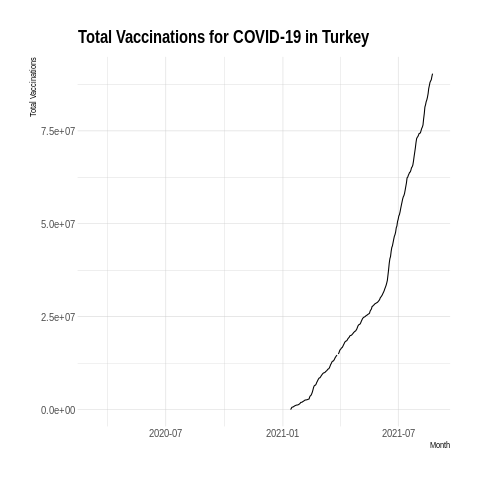 Total Vaccinations for COVID-19 in Turkey
Total Vaccinations
7.5e+07
5.0e+07
2.5e+07
0.0e+00
2020-07
2021-01
2021-07
Month